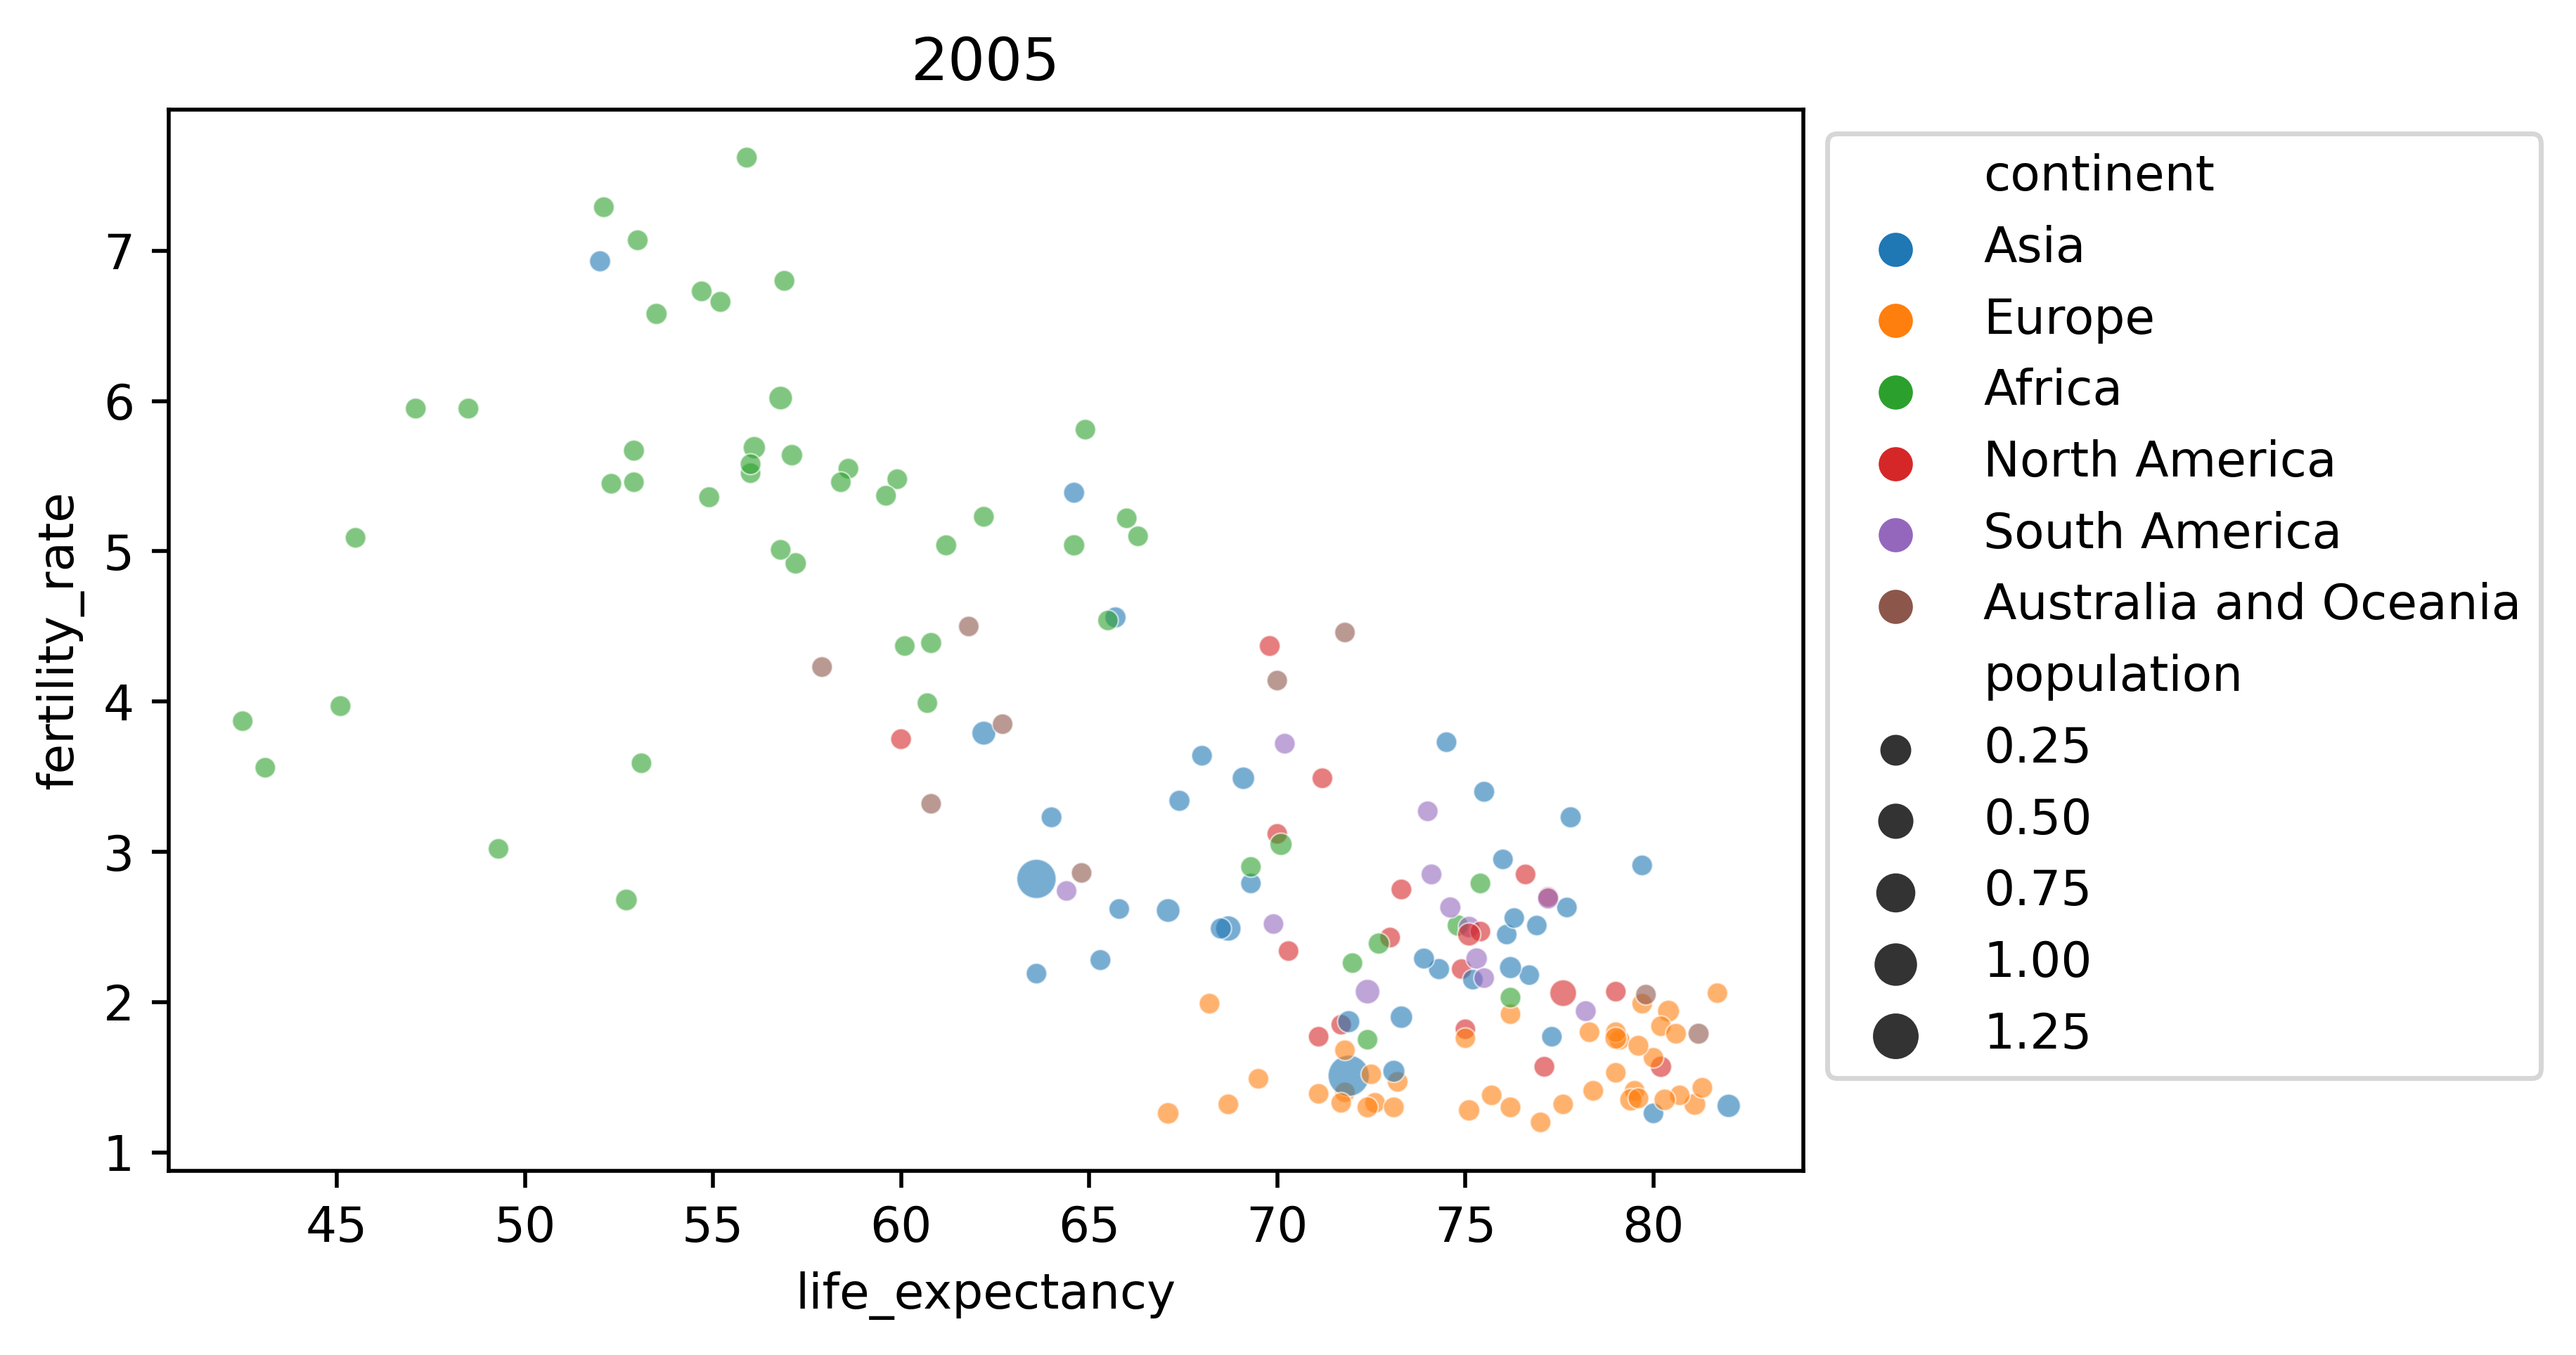 2005
7
6
5
4
3
2
1
fertility_rate
45 50 55 60 65 70 75 80
life_expectancy
continent
Asia
Europe
Africa
North America
South America
Australia and Oceania
population
0.25
0.50
0.75
1.00
1.25